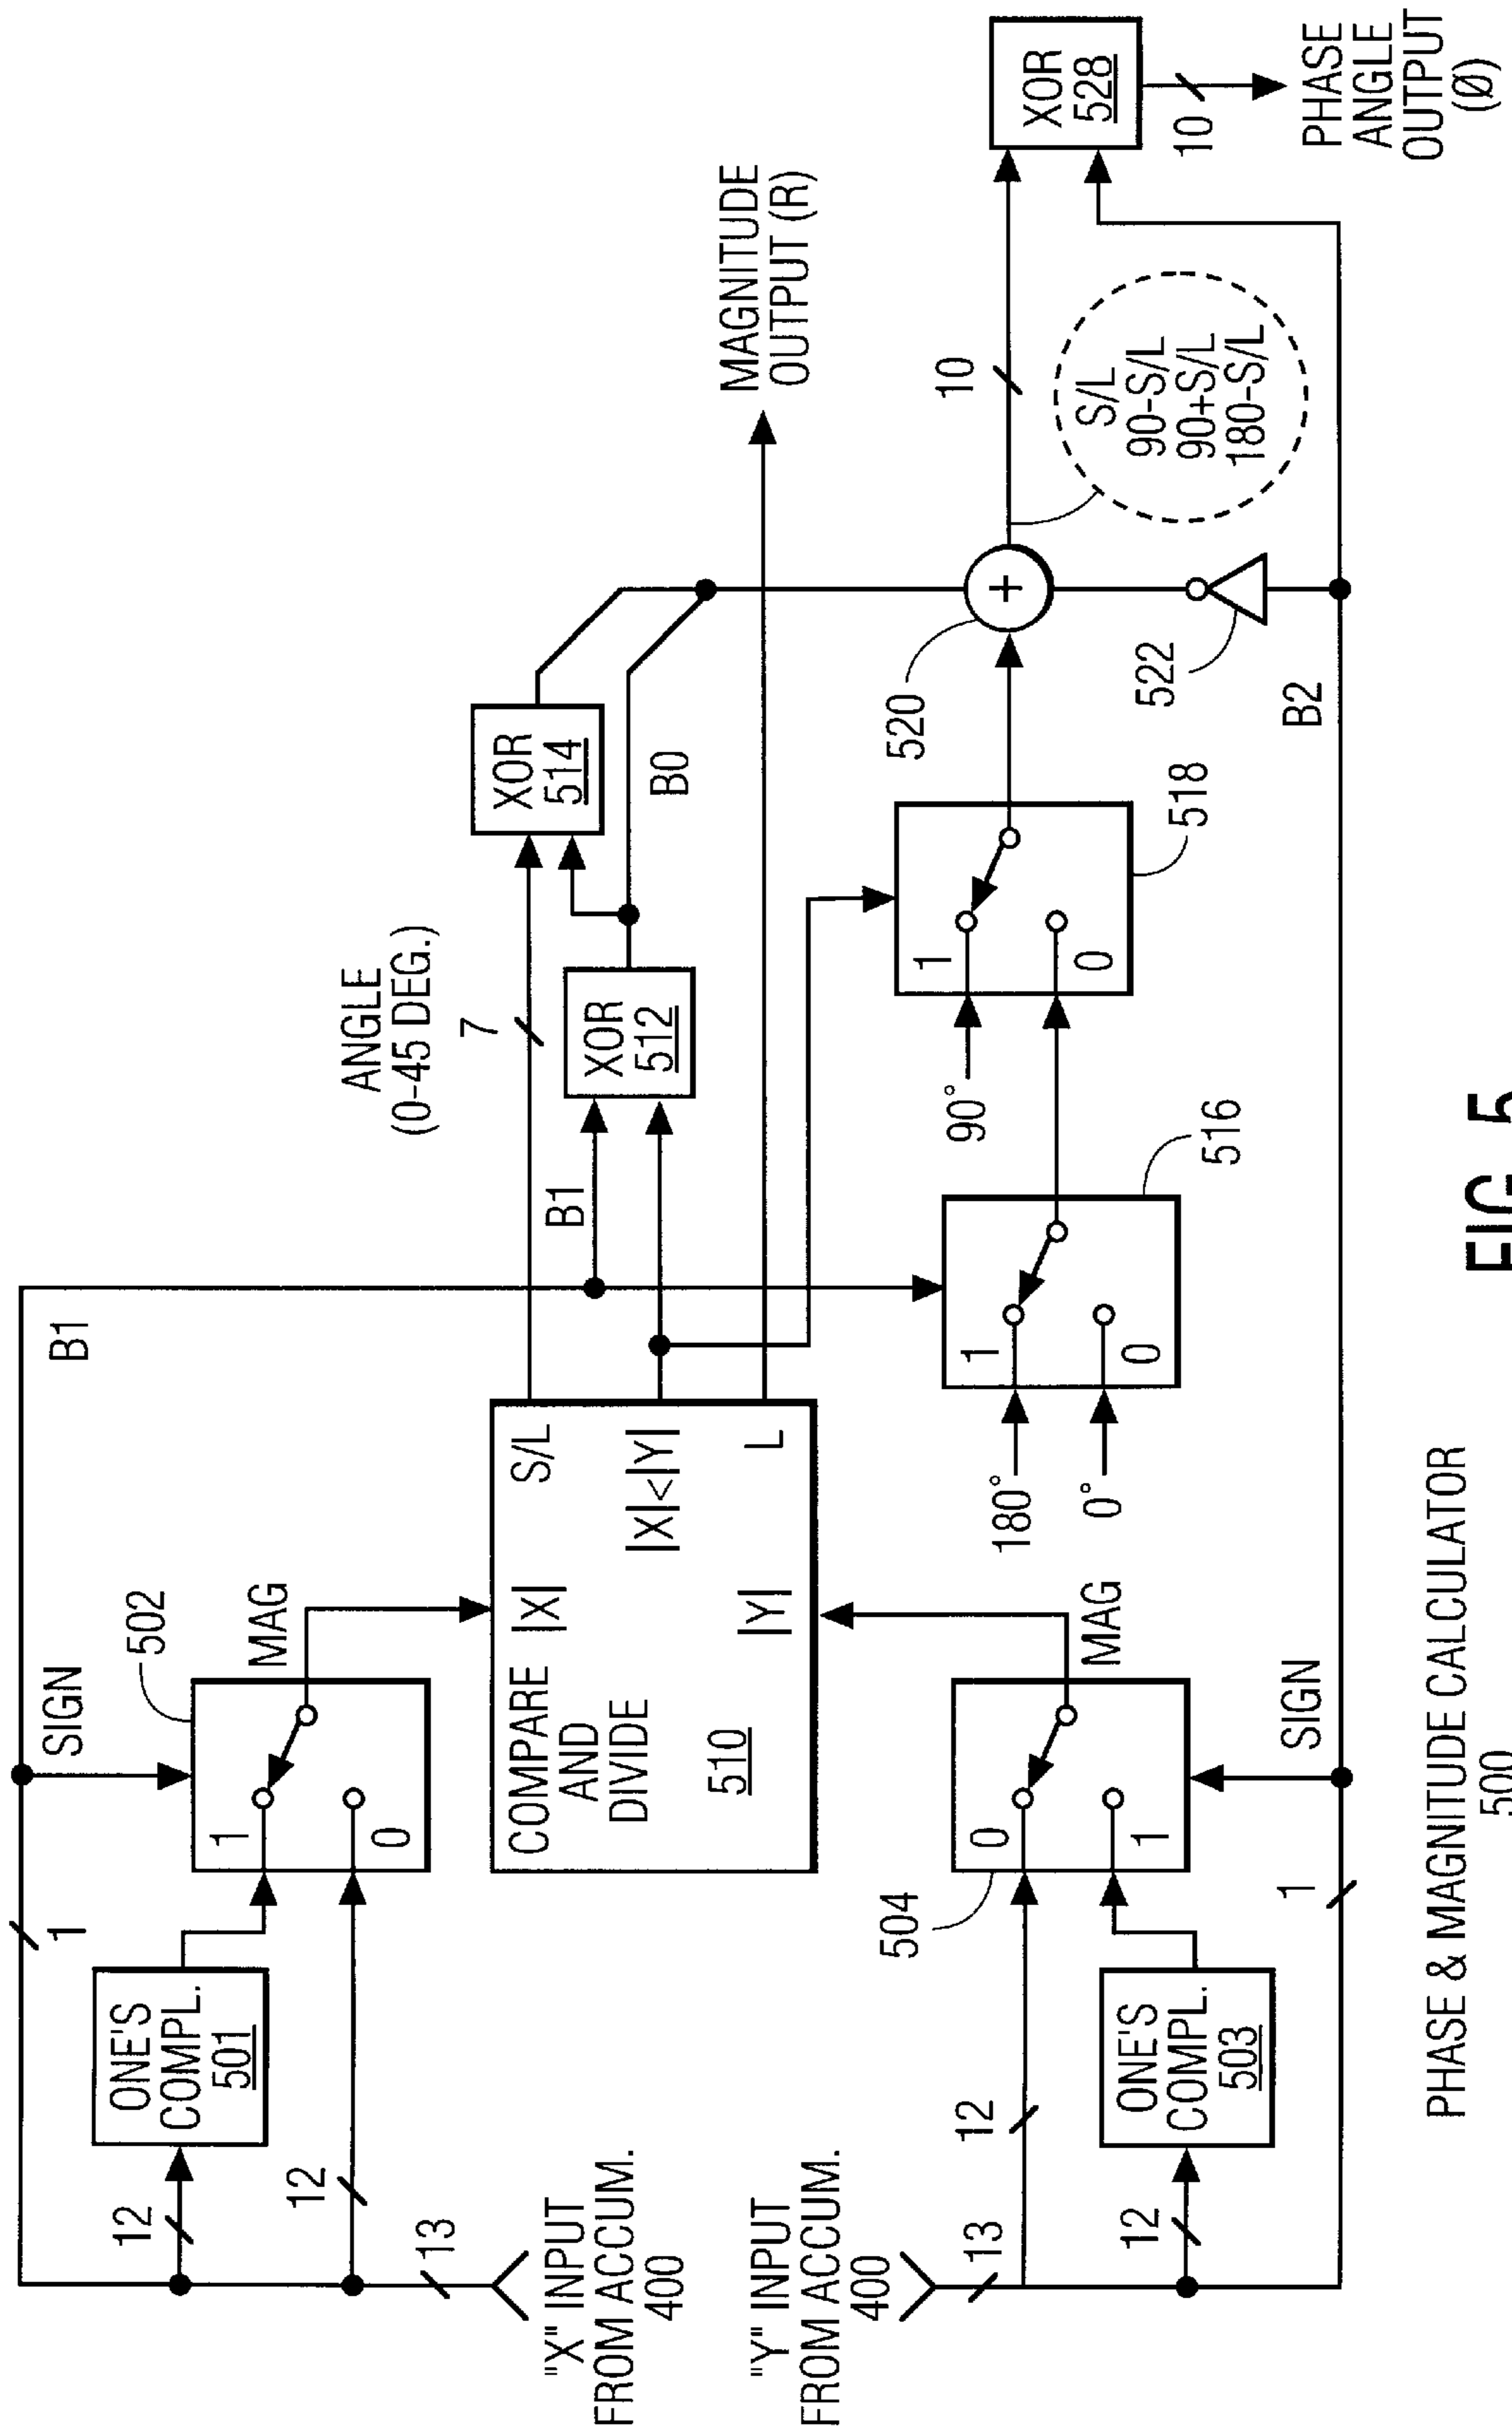 "X" INPUT
FROM ACCUM.
400
13
12
12
ONE'S
COMPL.
501
1
SIGN
502
1
0
MAG
B1
"Y" INPUT
FROM ACCUM.
400
13
12
12
ONE'S
COMPL.
503
504
0
1
MAG
SIGN
1
COMPARE
AND
DIVIDE
510
|X|
|Y|
S/L
|X|<|Y|
L
B1
ANGLE
(0-45 DEG.)
7
XOR
512
XOR
514
B0
180°
0°
1
0
516
90°
1
0
518
520
522
B2
MAGNITUDE
OUTPUT (R)
10
S/L
90-S/L
90+S/L
180-S/L
XOR
528
10
PHASE
ANGLE
OUTPUT
(Ø)
PHASE & MAGNITUDE CALCULATOR
500
FIG. 5